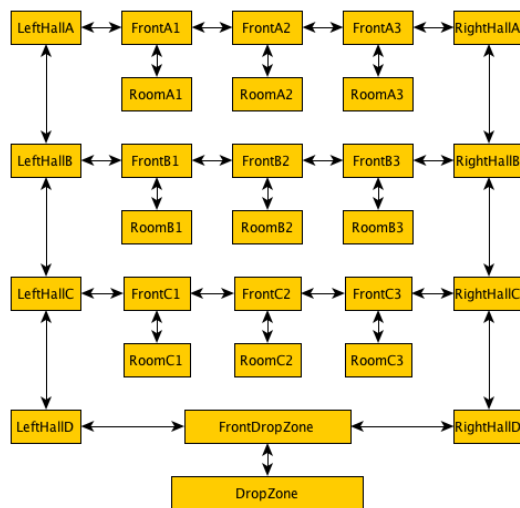 LeftHallA FrontA1 FrontA2 FrontA3 RightHallA
RoomA1 RoomA2 RoomA3
LeftHallB FrontB1 FrontB2 FrontB3 RightHallB
RoomB1 RoomB2 RoomB3
LeftHallC FrontC1 FrontC2 FrontC3 RightHallC
RoomC1 RoomC2 RoomC3
LeftHallD FrontDropZone RightHallD
DropZone